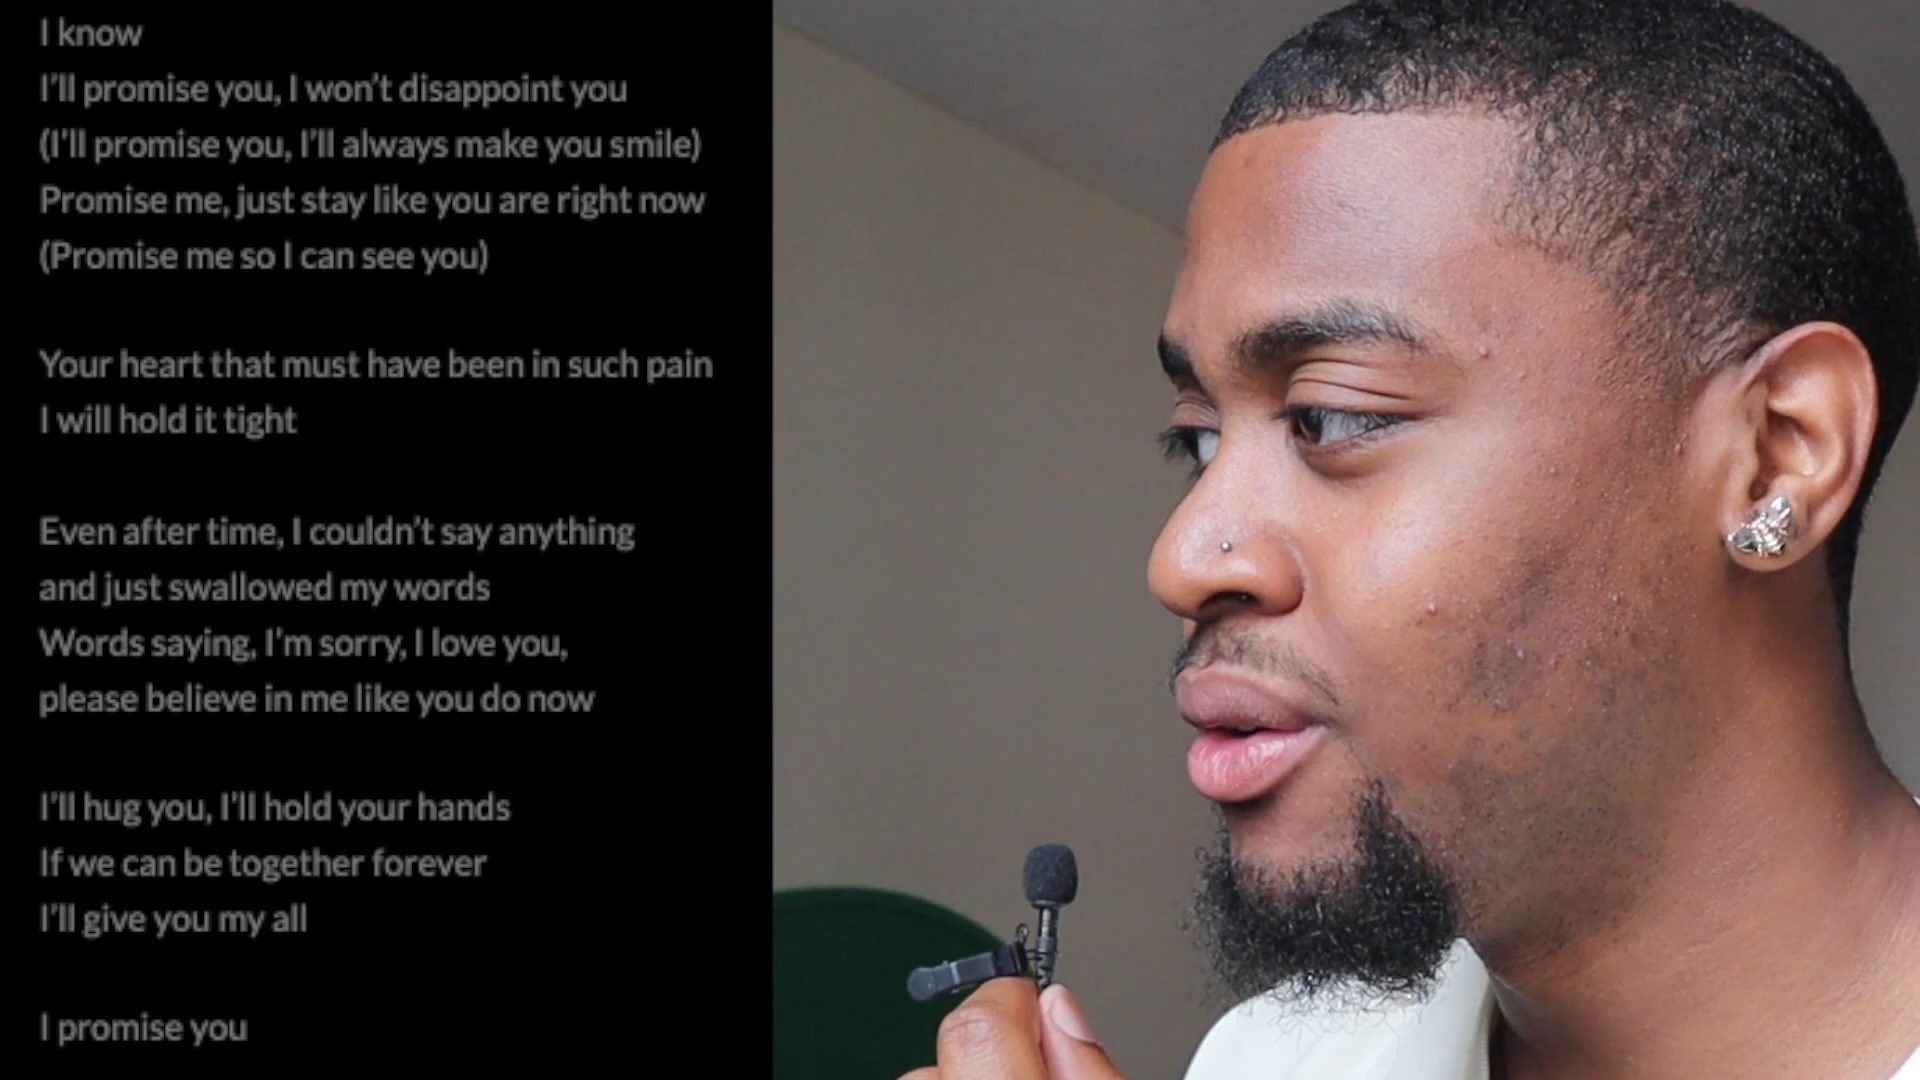 I know
I'll promise you, I won't disappoint you
(I'll promise you, I'll always make you smile)
Promise me, just stay like you are right now
(Promise me so I can see you)
Your heart that must have been in such pain
I will hold it tight
Even after time, I couldn't say anything
and just swallowed my words
Words saying, I'm sorry, I love you,
please believe in me like you do now
I'll hug you, I'll hold your hands
If we can be together forever
I'll give you my all
I promise you